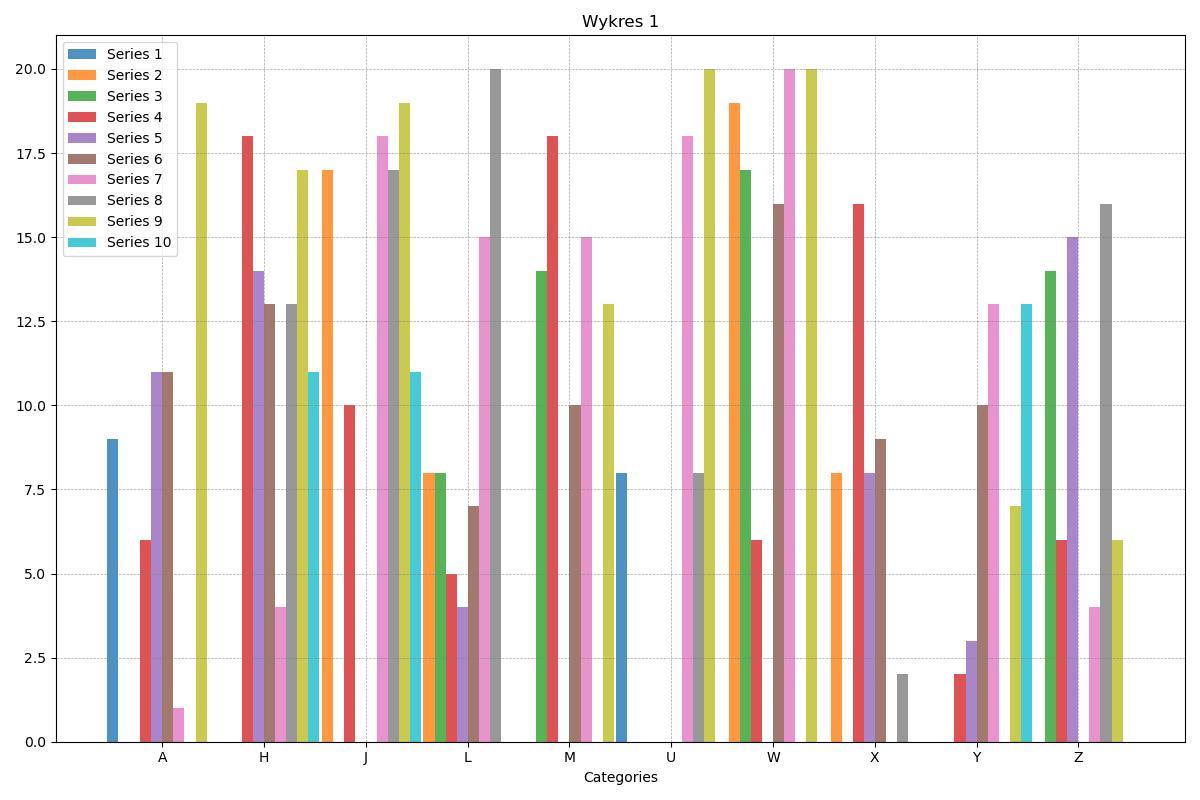 Wykres 1
Series 1
Series 2
Series 3
Series 4
Series 5
Series 6
Series 7
Series 8
Series 9
Series 10
20.0
17.5
15.0
12.5
10.0
7.5
5.0
2.5
0.0
A H J L M U W X Y Z
Categories